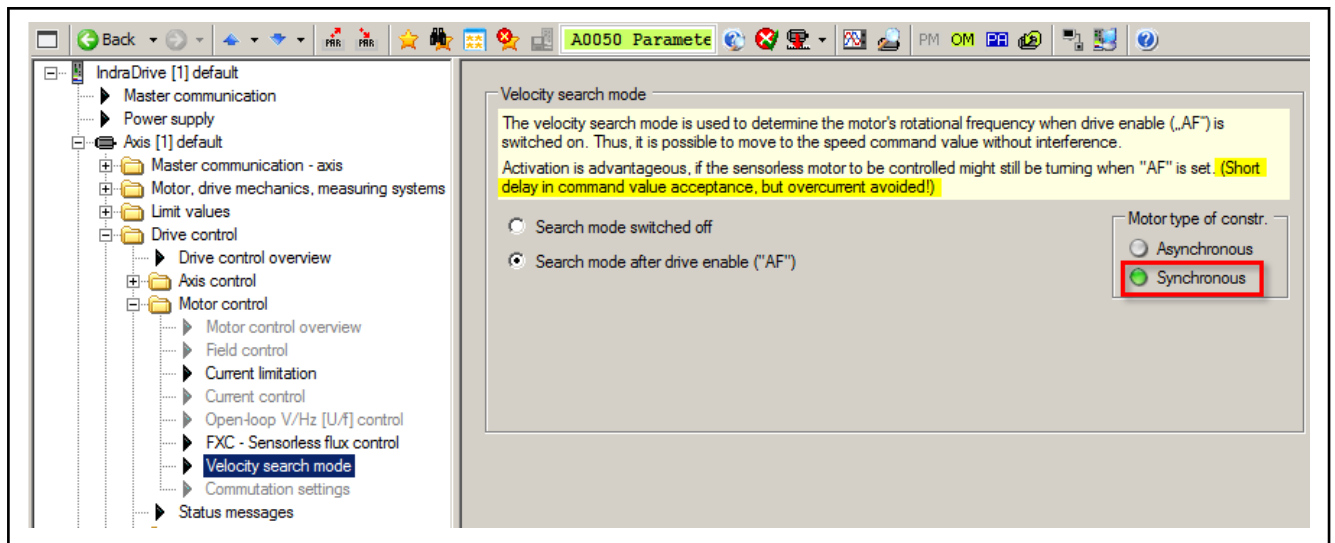 Back
PAR
PAR
A0050 Paramete
PM OM PA
IndraDrive [1] default
Master communication
Power supply
Axis [1] default
Master communication - axis
Motor, drive mechanics, measuring systems
Limit values
Drive control
Drive control overview
Axis control
Motor control
Motor control overview
Field control
Current limitation
Current control
Open-loop V/Hz [U/f] control
FXC - Sensorless flux control
Velocity search mode
Commutation settings
Status messages
Velocity search mode
The velocity search mode is used to determine the motor's rotational frequency when drive enable („AF") is
switched on. Thus, it is possible to move to the speed command value without interference.
Activation is advantageous, if the sensorless motor to be controlled might still be turning when "AF" is set. (Short
delay in command value acceptance, but overcurrent avoided!)
Search mode switched off
Search mode after drive enable ("AF")
Motor type of constr.
Asynchronous
Synchronous